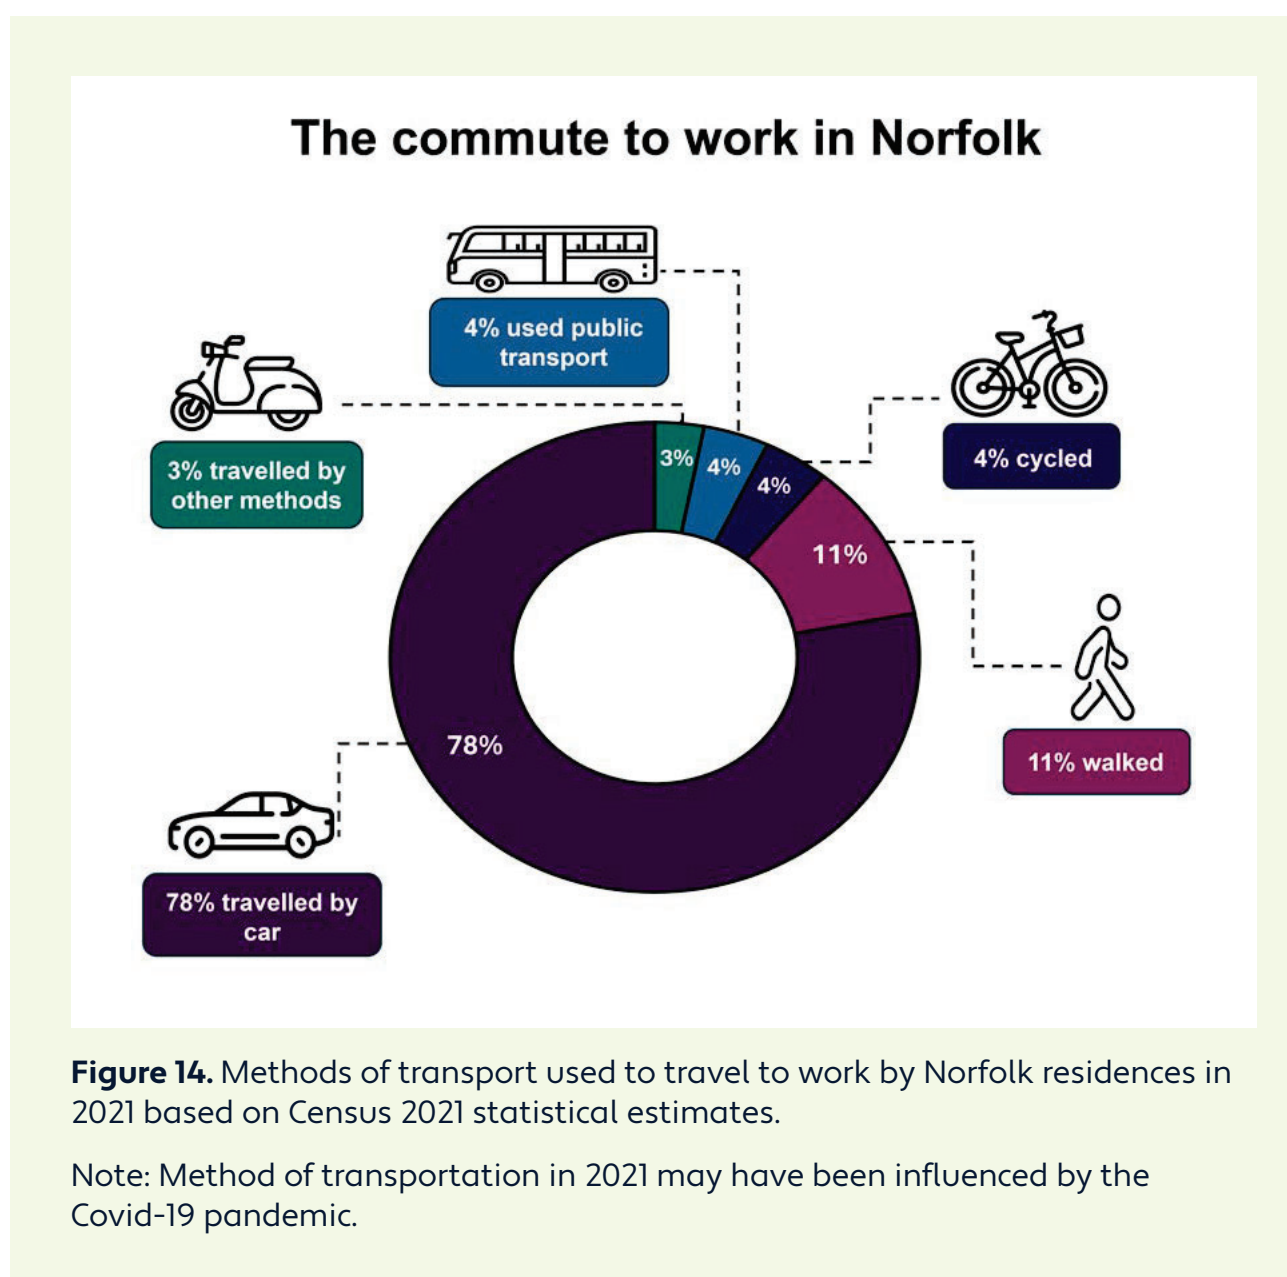 The commute to work in Norfolk
4% used public
transport
3% travelled by
other methods
4% cycled
3%
4%
4%
11%
78%
11% walked
78% travelled by
car
Figure 14. Methods of transport used to travel to work by Norfolk residences in
2021 based on Census 2021 statistical estimates.
Note: Method of transportation in 2021 may have been influenced by the
Covid-19 pandemic.